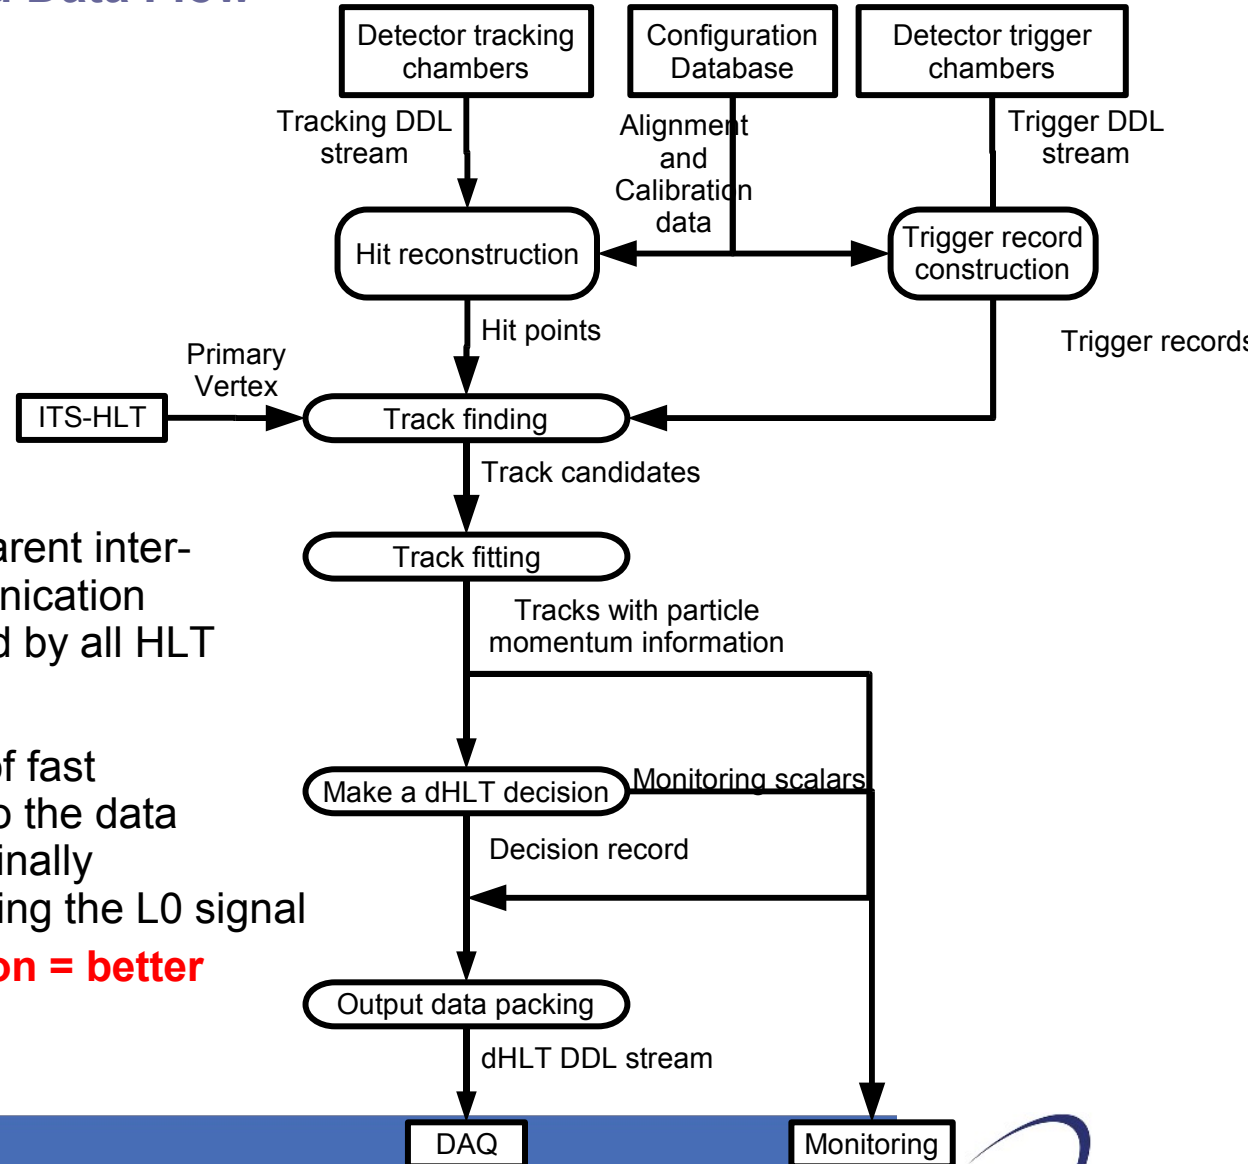 Data Flow
Detector tracking
chambers
Configuration
Database
Detector trigger
chambers
Tracking DDL
stream
Alignment
and
Calibration
data
Trigger DDL
stream
Hit reconstruction
Trigger record
construction
Hit points
Trigger records
Primary
Vertex
ITS-HLT
Track finding
Track candidates
Track fitting
arent inter-
nication
d by all HLT
Tracks with particle
momentum information
of fast
o the data
inally
ing the L0 signal
on = better
Make a dHLT decision
Monitoring scalars
Decision record
Output data packing
dHLT DDL stream
DAQ
Monitoring